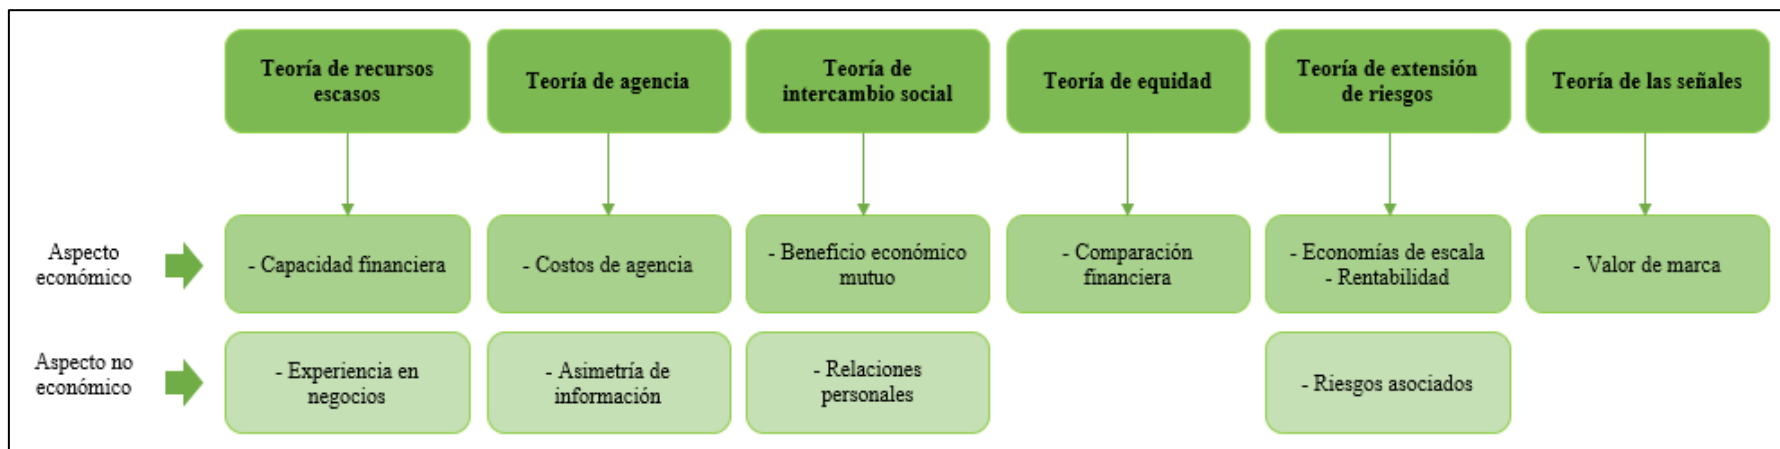 Teoría de recursos
escasos
Teoría de agencia
Teoría de
intercambio social
Teoría de equidad
Teoría de extensión
de riesgos
Teoría de las señales
Aspecto
económico
- Capacidad financiera
- Costos de agencia
- Beneficio económico
mutuo
- Comparación
financiera
- Economías de escala
- Rentabilidad
- Valor de marca
Aspecto no
económico
- Experiencia en
negocios
- Asimetría de
información
- Relaciones
personales
- Riesgos asociados